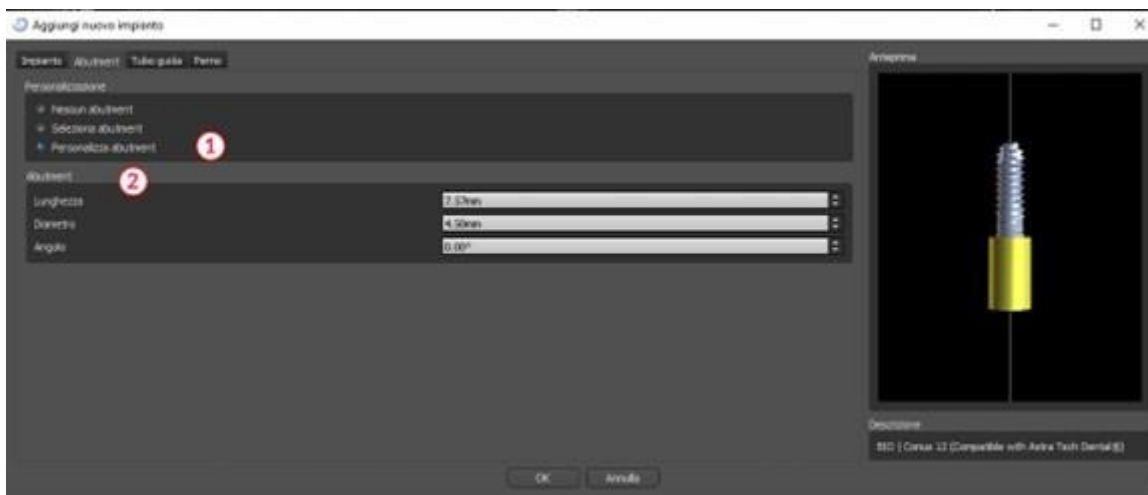 Aggiungi nuovo impianto
Impianto Abutment Tubo guida Perno
Anteprima
Personalizzazione
Nessun abutment
Seleziona abutment
Personalizza abutment
1
2
Abutment
Lunghezza 7.57mm
Diametro 4.50mm
Angolo 0.00°
Descrizione
BIO | Conus 12 (Compatible with Astra Tech Dental®)
OK Annulla